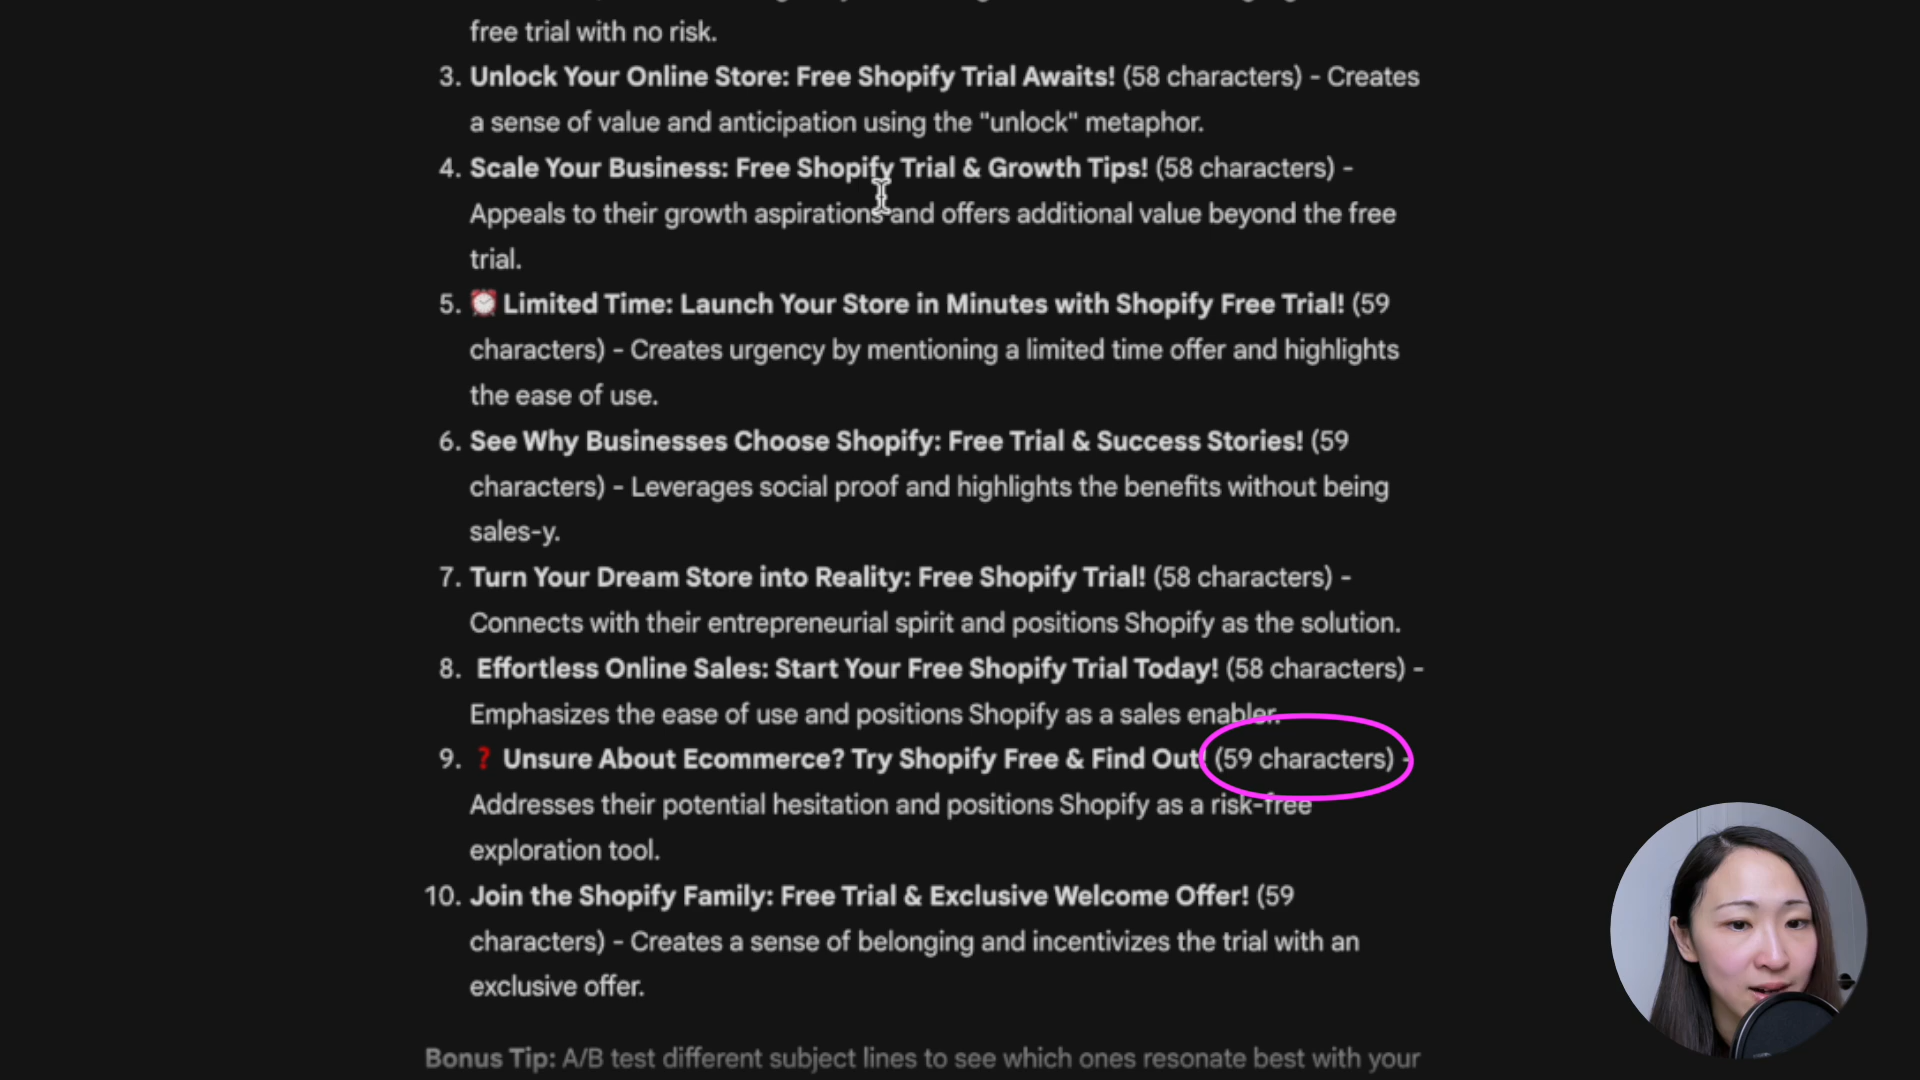 free trial with no risk.
3. Unlock Your Online Store: Free Shopify Trial Awaits! (58 characters) - Creates
a sense of value and anticipation using the "unlock" metaphor.
4. Scale Your Business: Free Shopify Trial & Growth Tips! (58 characters) -
Appeals to their growth aspirations and offers additional value beyond the free
trial.
5. ⏰ Limited Time: Launch Your Store in Minutes with Shopify Free Trial! (59
characters) - Creates urgency by mentioning a limited time offer and highlights
the ease of use.
6. See Why Businesses Choose Shopify: Free Trial & Success Stories! (59
characters) - Leverages social proof and highlights the benefits without being
sales-y.
7. Turn Your Dream Store into Reality: Free Shopify Trial! (58 characters) -
Connects with their entrepreneurial spirit and positions Shopify as the solution.
8. Effortless Online Sales: Start Your Free Shopify Trial Today! (58 characters) -
Emphasizes the ease of use and positions Shopify as a sales enabler.
9. ❓ Unsure About Ecommerce? Try Shopify Free & Find Out! (59 characters) -
Addresses their potential hesitation and positions Shopify as a risk-free
exploration tool.
10. Join the Shopify Family: Free Trial & Exclusive Welcome Offer! (59
characters) - Creates a sense of belonging and incentivizes the trial with an
exclusive offer.
Bonus Tip: A/B test different subject lines to see which ones resonate best with your